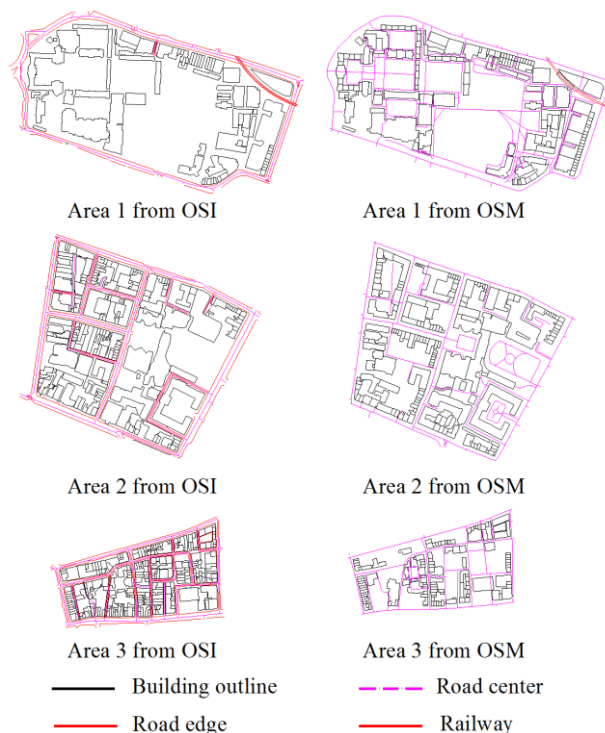 Area 1 from OSI
Area 1 from OSM
Area 2 from OSI
Area 2 from OSM
Area 3 from OSI
Area 3 from OSM
Building outline
Road center
Road edge
Railway